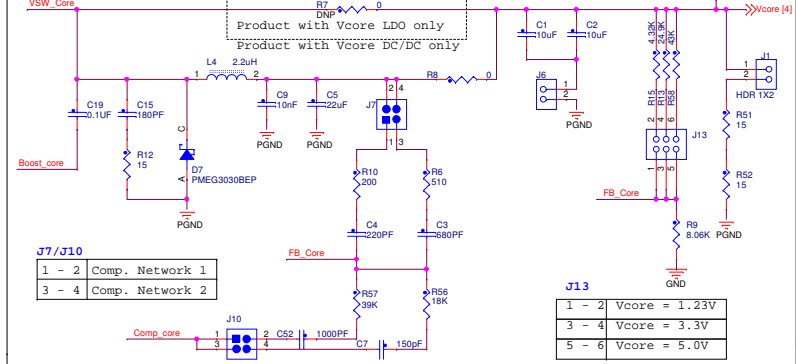 VSW_Core
R7 0
DNP
Product with Vcore LDO only
Product with Vcore DC/DC only
Vcore [4]
L4 2.2uH
1 2
C19
0.1UF
C15
180PF
R12
15
Boost_core
C
A
D7
PMEG3030BEP
PGND
C9
10nF
PGND
C5
22uF
PGND
R8 0
J7
2 4
1 3
R10
200
R6
510
C4
220PF
C3
680PF
FB_Core
R57
39K
R56
18K
J10
1 2
3 4
Comp_core
C52 1000PF
C7 150pF
C1
10uF
C2
10uF
J6
1
2
PGND
4.32K
24.9K
43K
R15
R13
R58
2 4 6
J13
1 3 5
FB_Core
R9
8.06K
GND
J1
1
2
HDR 1X2
R51
15
R52
15
PGND
J7/J10
1 - 2 Comp. Network 1
3 - 4 Comp. Network 2
J13
1 - 2 Vcore = 1.23V
3 - 4 Vcore = 3.3V
5 - 6 Vcore = 5.0V